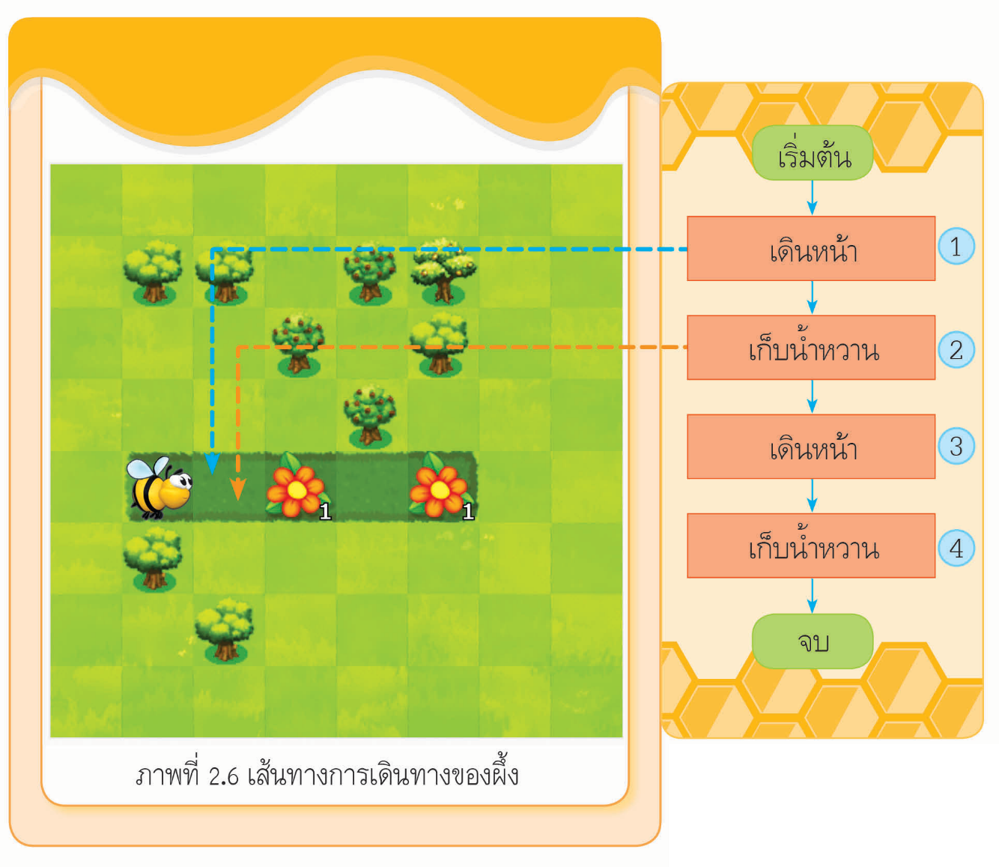 เริ่มต้น
เดินหน้า
1
เก็บน้ำหวาน
2
เดินหน้า
3
เก็บน้ำหวาน
4
จบ
1
1
ภาพที่ 2.6 เส้นทางการเดินทางของผึ้ง